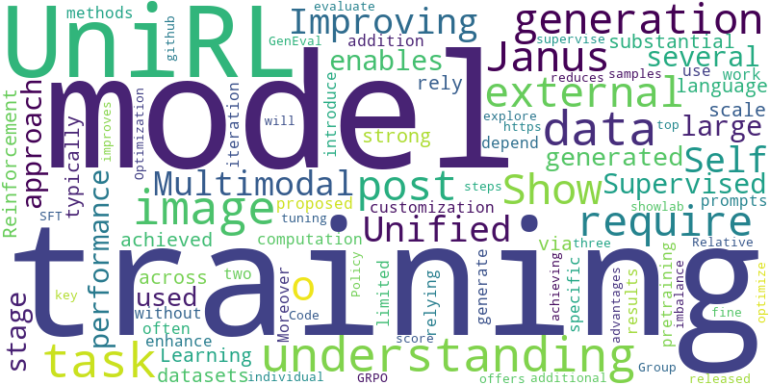 methods
github
UniRL
evaluate
Improving
GenEval
addition
enables
generation
supervise
substantial
Janus
several
reduces
samples
use
work
language
model
rely
external
explore
https
top
scale
depend
data
large
introduce
strong
iteration
will
Optimization
improves
typically
approach
Reinforcement
Multimodal
post
Show
generated
Self
Supervised
prompts
showlab
image
customization
tuning
proposed
Unified
require
SFT
key
performance
achieved
computation
via
three
Relative
steps
training
across
two
used
without
often
enhance
Moreover
o
Code
Policy
limited
relying
generate
achieving
specific
advantages
results
pretraining
imbalance
fine
optimize
stage
task
Learning
datasets
individual
understanding
score
GRPO
offers
additional
Group
released